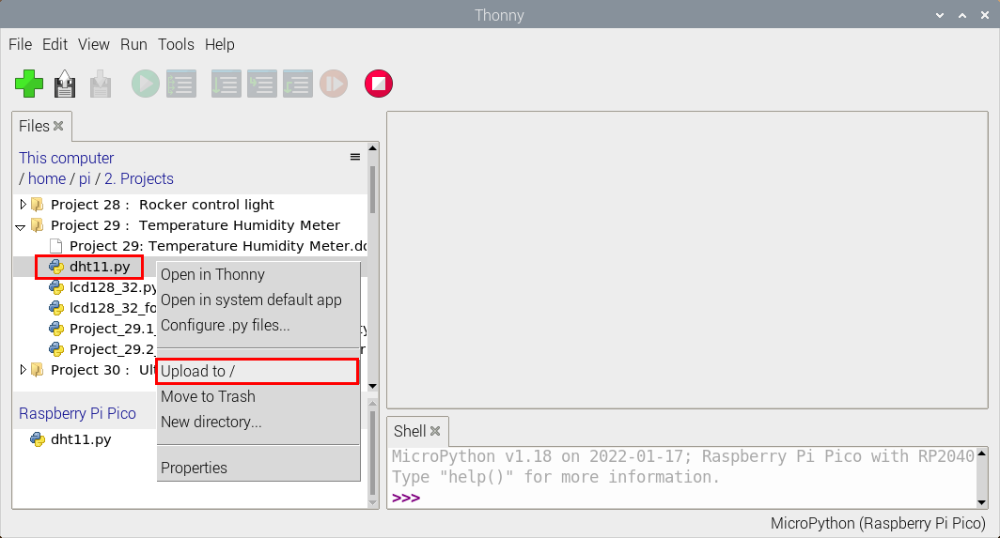 Thonny
File Edit View Run Tools Help
Files
This computer
/ home / pi / 2. Projects
Project 28 : Rocker control light
Project 29 : Temperature Humidity Meter
Project 29: Temperature Humidity Meter.do
dht11.py
lcd128_32.py
lcd128_32_fo
Project_29.1_
Project_29.2_
Project 30 : Ult
Open in Thonny
Open in system default app
Configure .py files...
Upload to /
Move to Trash
New directory...
Properties
Raspberry Pi Pico
dht11.py
Shell
MicroPython v1.18 on 2022-01-17; Raspberry Pi Pico with RP2040
Type "help()" for more information.
>>>
MicroPython (Raspberry Pi Pico)